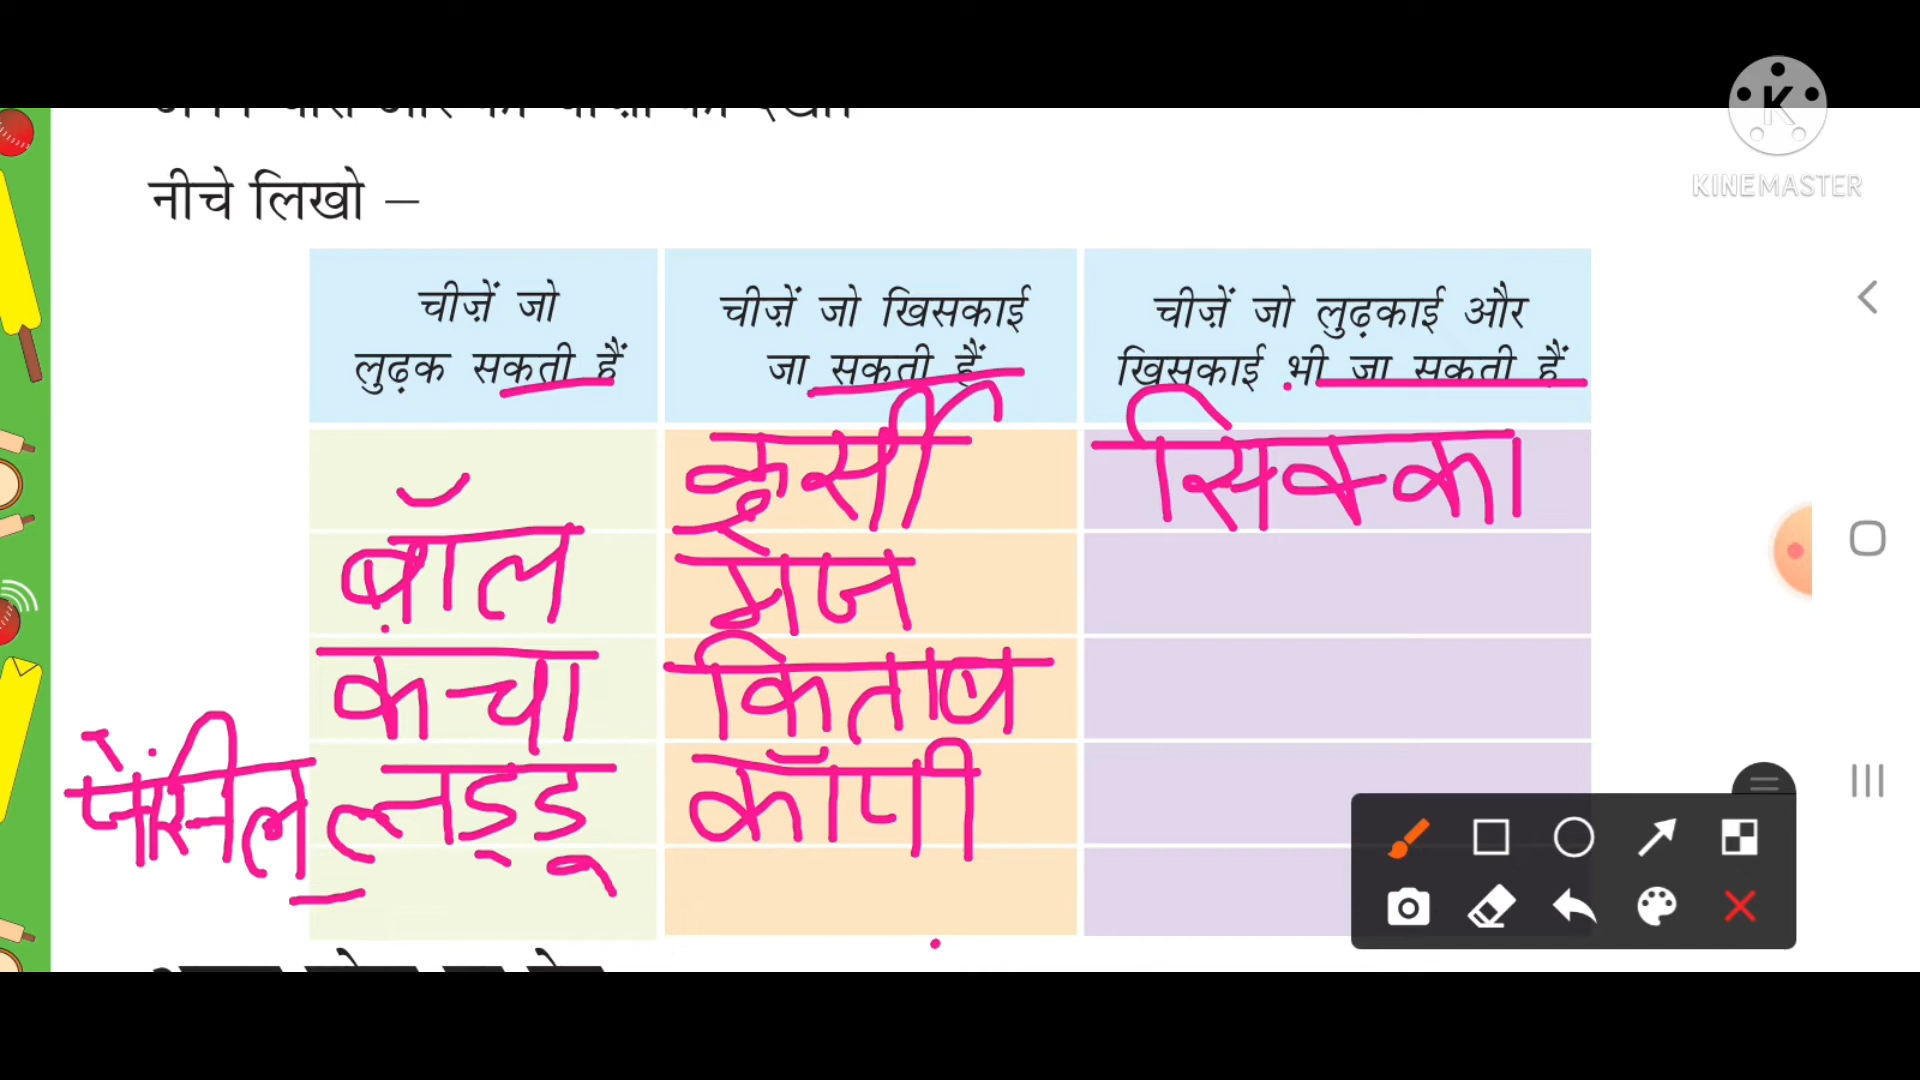 नीचे लिखो –
चीज़ें जो
लुढ़क सकती हैं
चीज़ें जो खिसकाई
जा सकती हैं
चीज़ें जो लुढ़काई और
खिसकाई भी जा सकती हैं
बॉल
कंचा
लड्डू
पेंसिल
कुर्सी
मेज
किताब
कॉपी
सिक्का
K
KINEMASTER